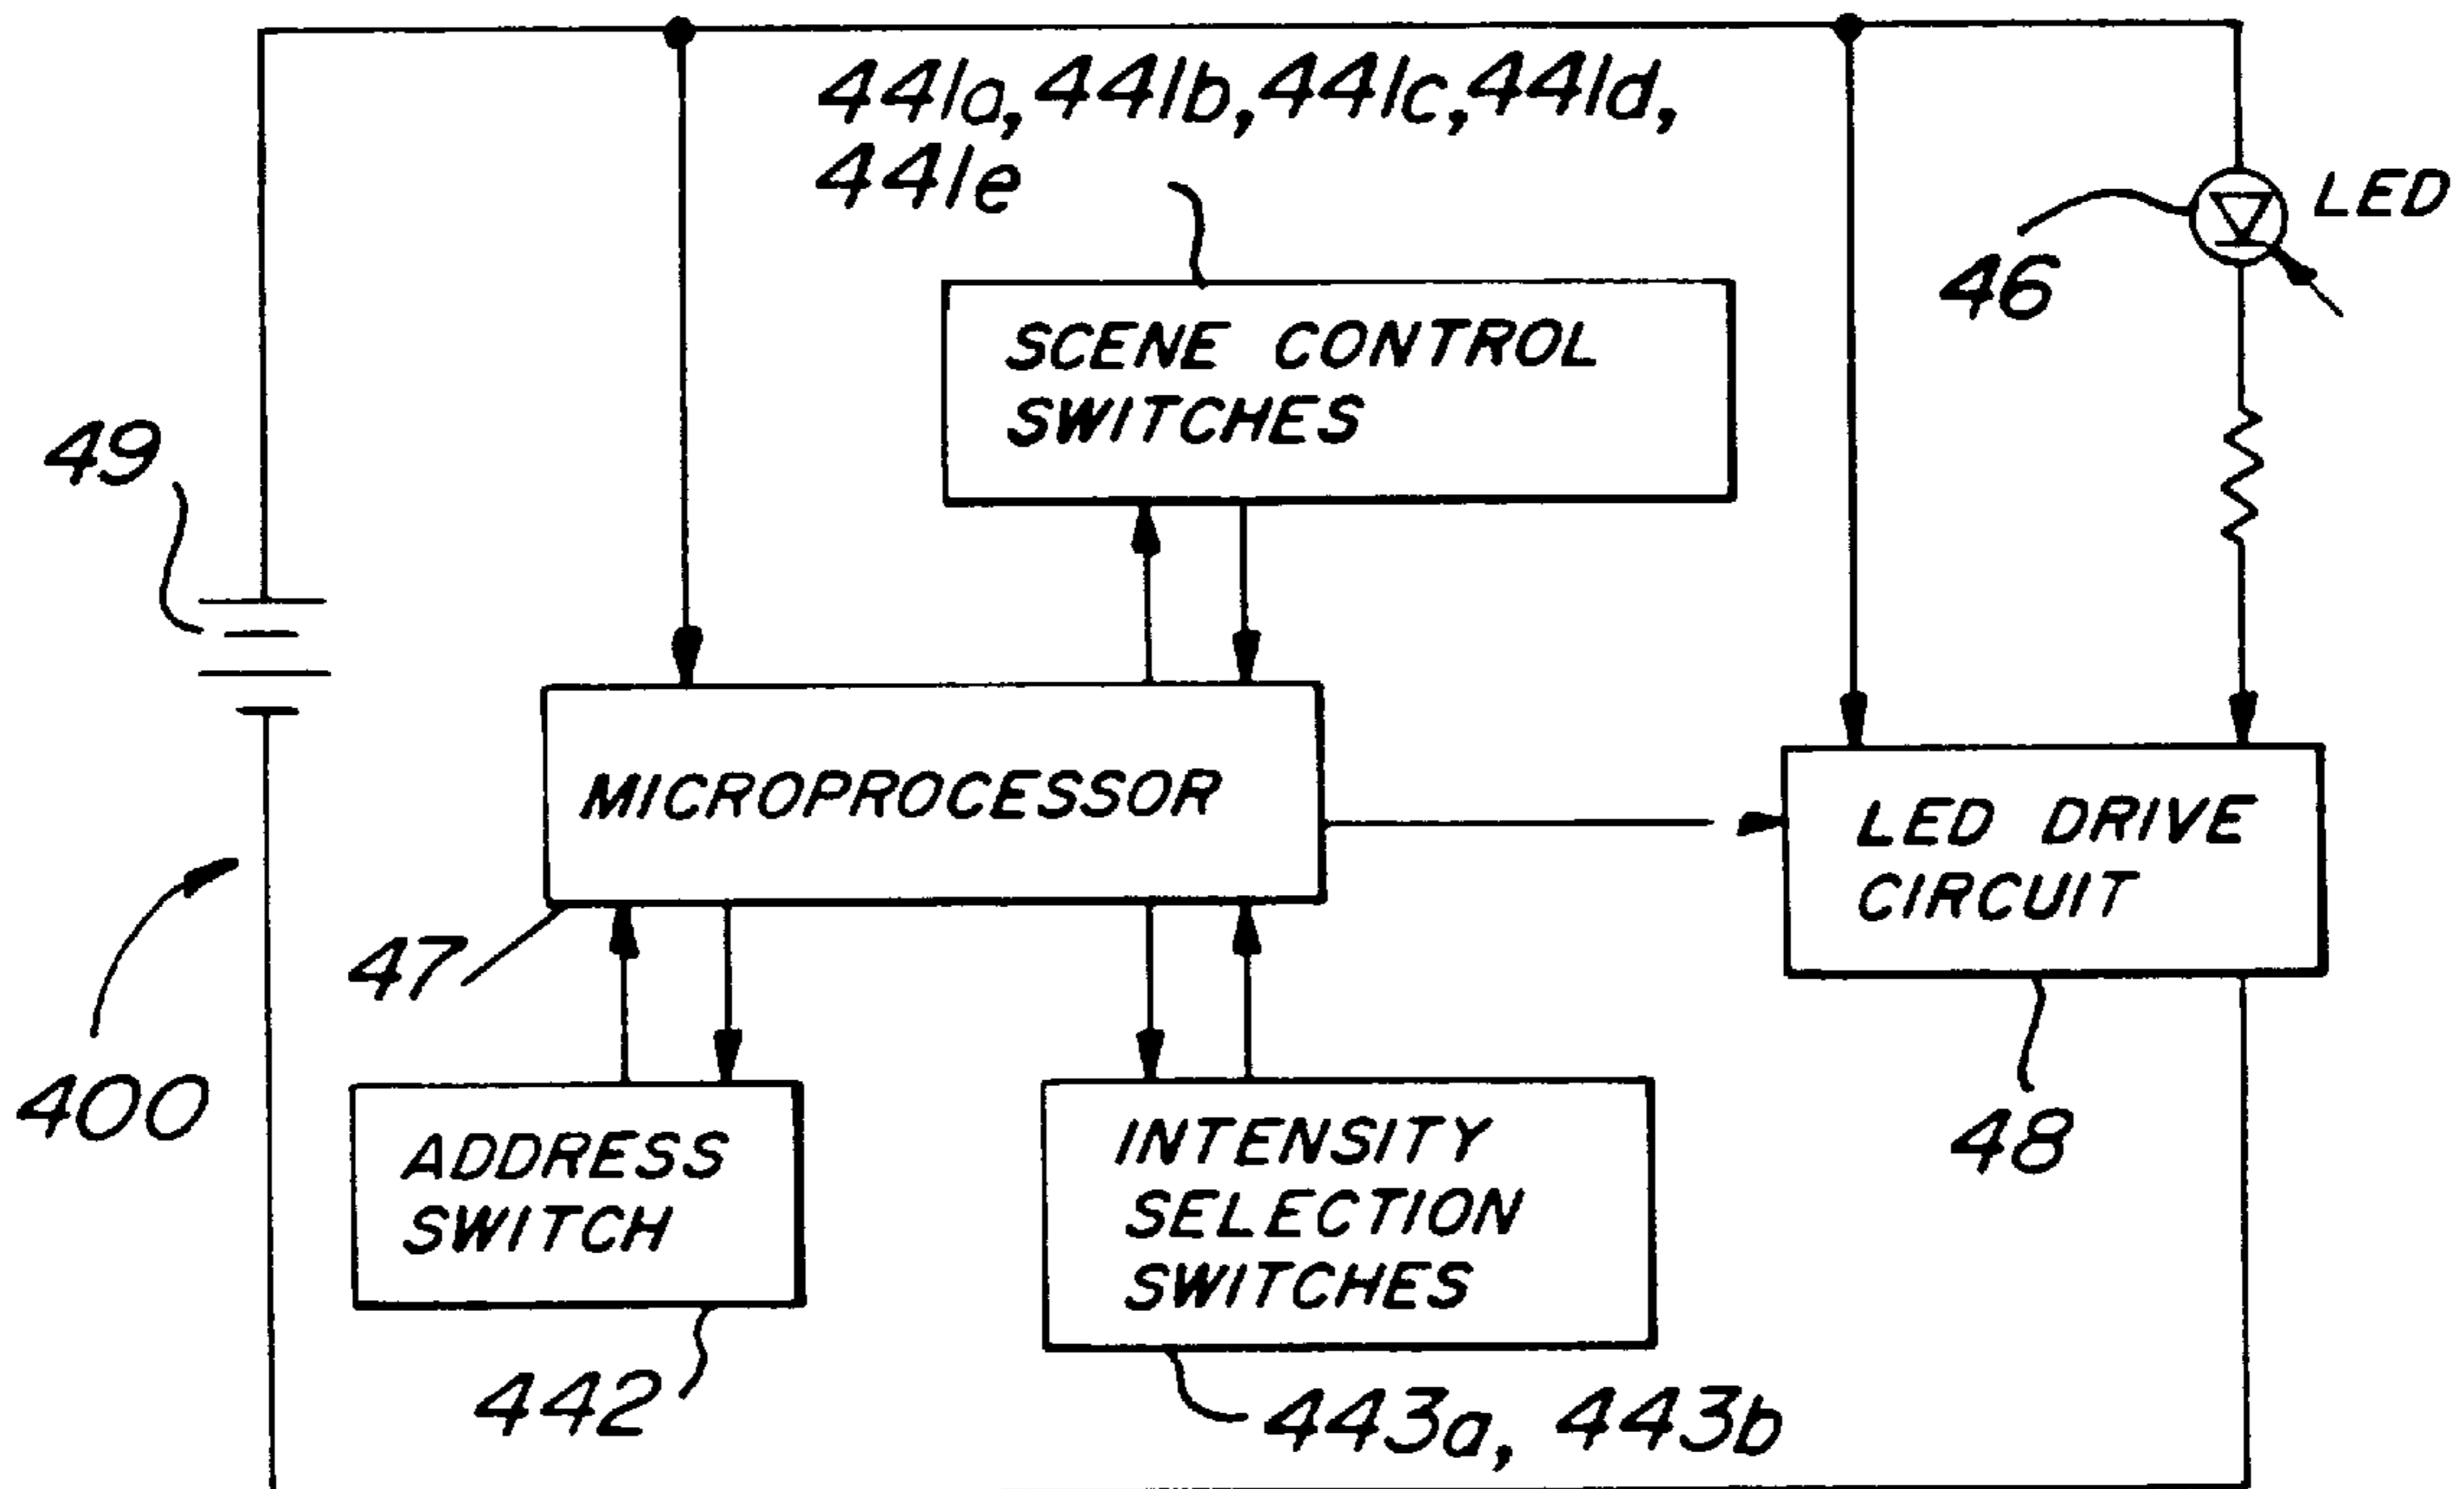 441a, 441b, 441c, 441d,
441e
LED
46
SCENE CONTROL
SWITCHES
49
MICROPROCESSOR
LED DRIVE
CIRCUIT
47
400
48
ADDRESS
SWITCH
INTENSITY
SELECTION
SWITCHES
442
443a, 443b